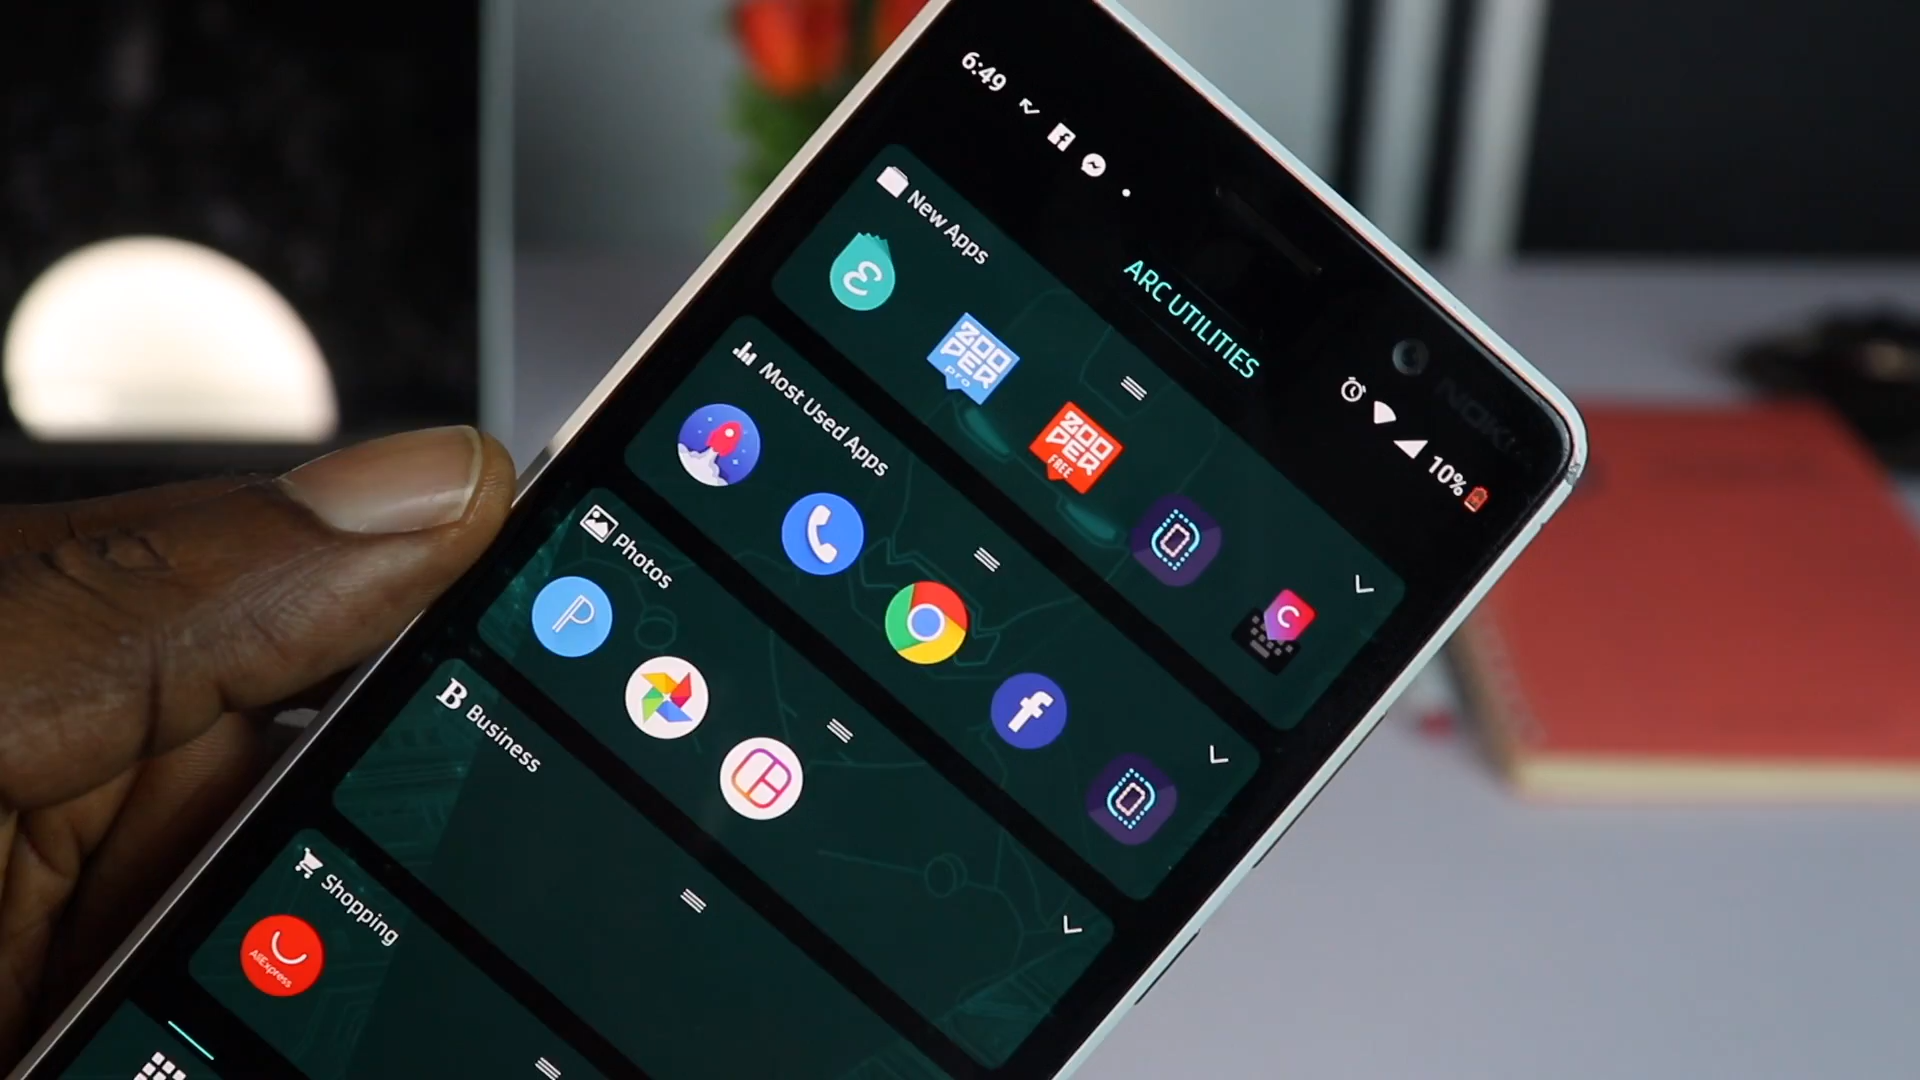 6:49
ARC UTILITIES
10%
NOKI
New Apps
ZOO
PER
pro
ZOO
PER
FREE
C
Most Used Apps
f
Photos
P
B Business
Shopping
AliExpress